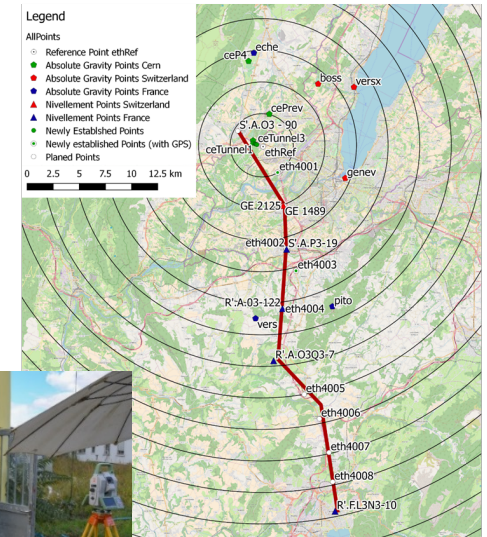 Legend
AllPoints
Reference Point ethRef
Absolute Gravity Points Cern
Absolute Gravity Points Switzerland
Absolute Gravity Points France
Nivellement Points Switzerland
Nivellement Points France
Newly Established Points
Newly established Points (with GPS)
Planed Points
0 2.5 5 7.5 10 12.5 km
eche
ceP4
boss
versx
cePrev
S'.A.O3 - 90
ceTunnel3
ceTunnel1
ethRef
eth4001
genev
GE 2125
GE 1489
eth4002
S'.A.P3-19
eth4003
R'.A.03-122
eth4004
pito
vers
R'.A.O3Q3-7
eth4005
eth4006
eth4007
eth4008
R'.F.L3N3-10